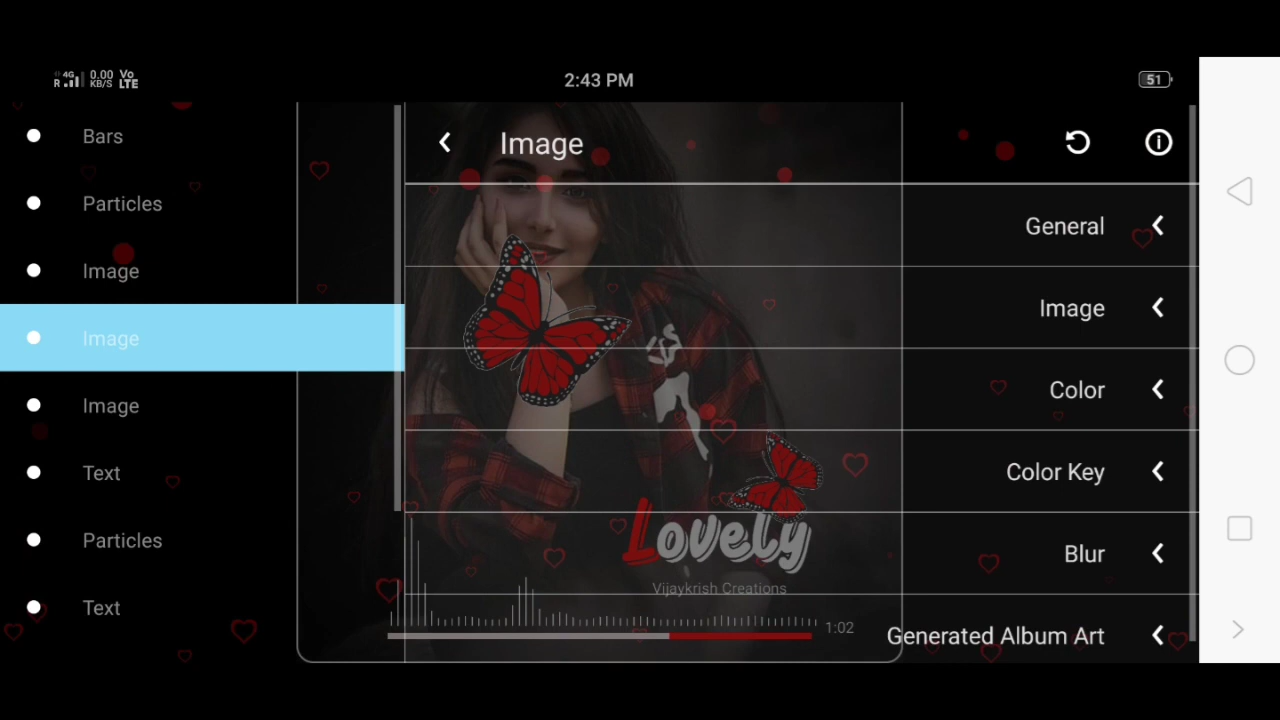 4G
R
0.00
KB/S
Vo
LTE
2:43 PM
51
Bars
Particles
Image
Image
Image
Text
Particles
Text
Image
General
Image
Color
Color Key
Blur
Generated Album Art
Lovely
Vijaykrish Creations
1:02